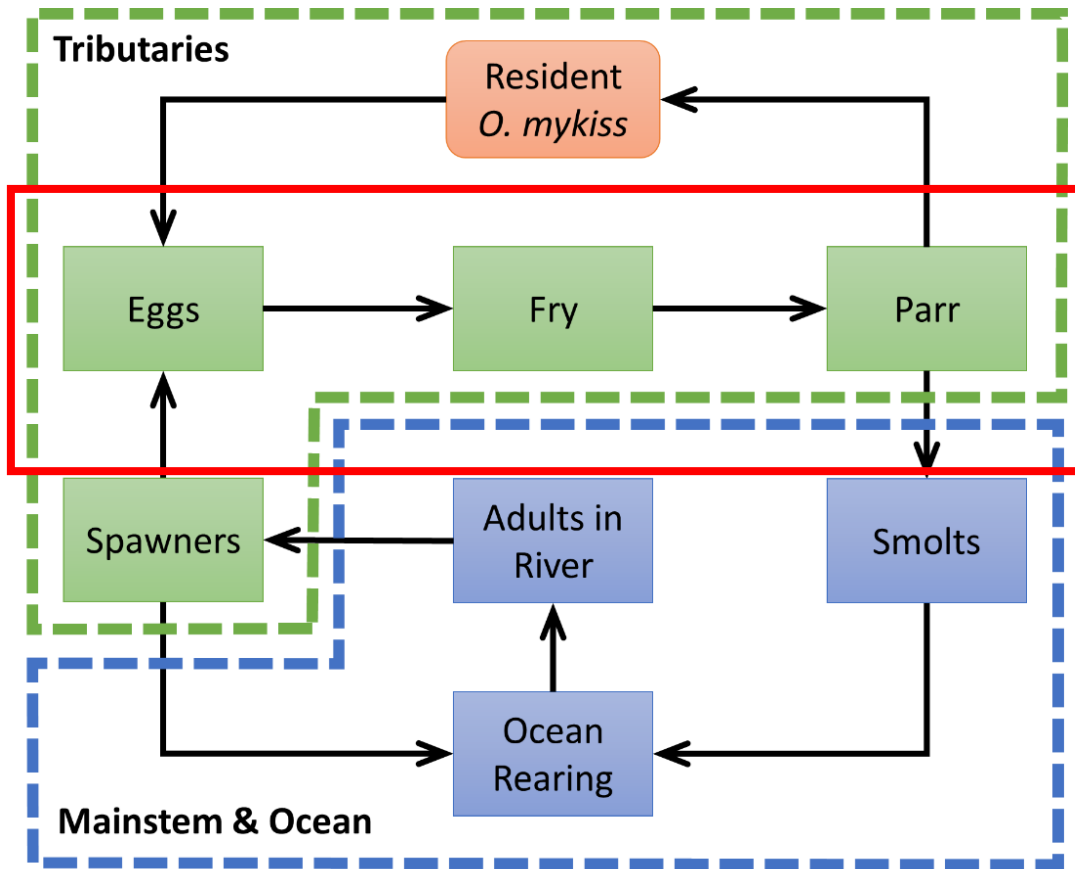 Tributaries
Resident
O. mykiss
Eggs
Fry
Parr
Spawners
Adults in
River
Smolts
Ocean
Rearing
Mainstem & Ocean